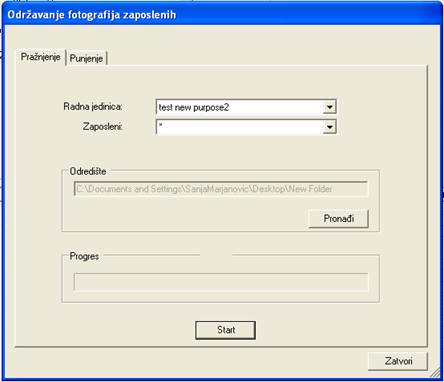 Održavanje fotografija zaposlenih
Pražnjenje Punjenje
Radna jedinica: test new purpose2
Zaposleni: *
Odredište
C:\Documents and Settings\SanjaMarjanovic\Desktop\New Folder
Pronađi
Progres
Start
Zatvori